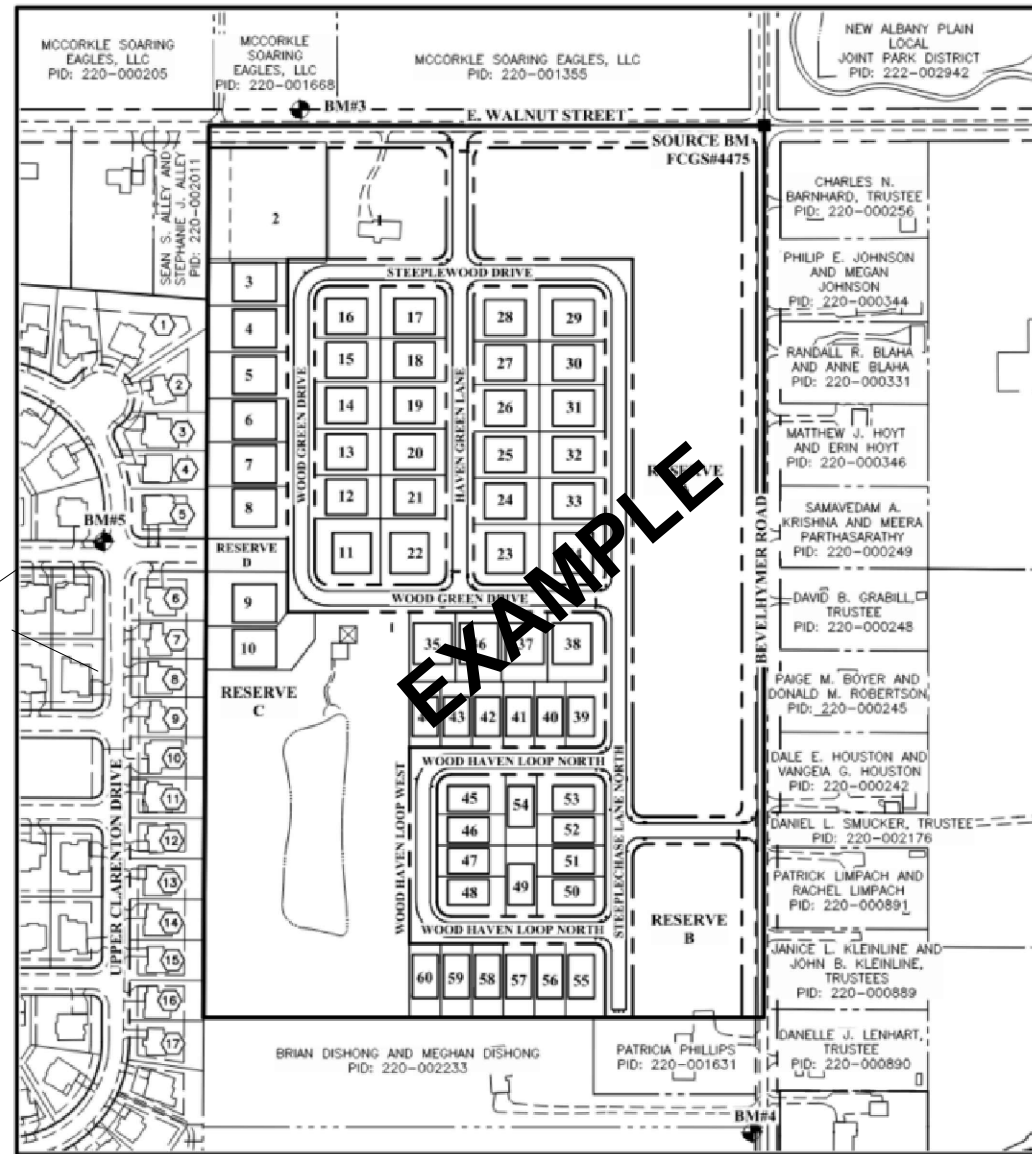 MCCORKLE SOARING
EAGLES, LLC
PID: 220-000205
MCCORKLE
SOARING
EAGLES, LLC
PID: 220-001668
MCCORKLE SOARING EAGLES, LLC
PID: 220-001355
NEW ALBANY PLAIN
LOCAL
JOINT PARK DISTRICT
PID: 222-002942
BM#3
E. WALNUT STREET
SOURCE BM
FCGS#4475
SEAN S. ALLEY AND
STEPHANIE J. ALLEY
PID: 220-002011
2
3
4
5
6
7
8
RESERVE
D
9
10
RESERVE
C
STEEPLEWOOD DRIVE
WOOD GREEN DRIVE
HAVEN GREEN LANE
16
17
28
29
15
18
27
30
14
19
26
31
13
20
25
32
12
21
24
33
11
22
23
WOOD GREEN DRIVE
35
36
37
38
43
42
41
40
39
RESERVE
EXAMPLE
WOOD HAVEN LOOP NORTH
WOOD HAVEN LOOP WEST
STEEPLECHASE LANE NORTH
45
54
53
46
52
47
51
48
49
50
WOOD HAVEN LOOP NORTH
60
59
58
57
56
55
RESERVE
B
BEVELHYMER ROAD
CHARLES N.
BARNHARD, TRUSTEE
PID: 220-000256
PHILIP E. JOHNSON
AND MEGAN
JOHNSON
PID: 220-000344
RANDALL R. BLAHA
AND ANNE BLAHA
PID: 220-000331
MATTHEW J. HOYT
AND ERIN HOYT
PID: 220-000346
SAMAVEDAM A.
KRISHNA AND MEERA
PARTHASARATHY
PID: 220-000249
DAVID B. GRABILL,
TRUSTEE
PID: 220-000248
PAIGE M. BOYER AND
DONALD M. ROBERTSON
PID: 220-000245
DALE E. HOUSTON AND
VANGEIA G. HOUSTON
PID: 220-000242
DANIEL L. SMUCKER, TRUSTEE
PID: 220-002176
PATRICK LIMPACH AND
RACHEL LIMPACH
PID: 220-000891
JANICE L. KLEINLINE AND
JOHN B. KLEINLINE,
TRUSTEES
PID: 220-000889
DANELLE J. LENHART,
TRUSTEE
PID: 220-000890
1
2
3
4
5
BM#5
6
7
8
9
10
11
12
13
14
15
16
17
UPPER CLARENTON DRIVE
BRIAN DISHONG AND MEGHAN DISHONG
PID: 220-002233
PATRICIA PHILLIPS
PID: 220-001631
BM#4